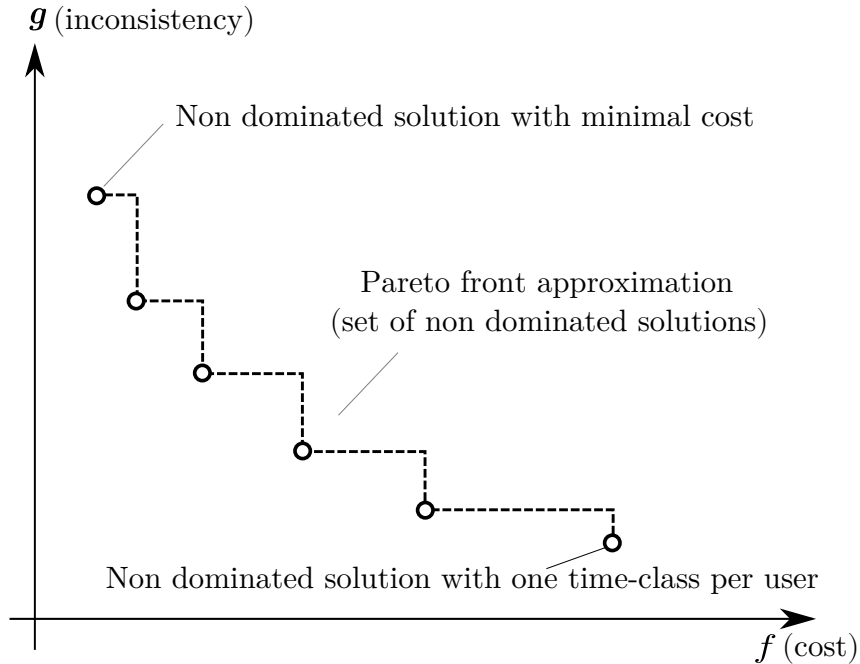 g (inconsistency)
Non dominated solution with minimal cost
Pareto front approximation
(set of non dominated solutions)
Non dominated solution with one time-class per user
f (cost)